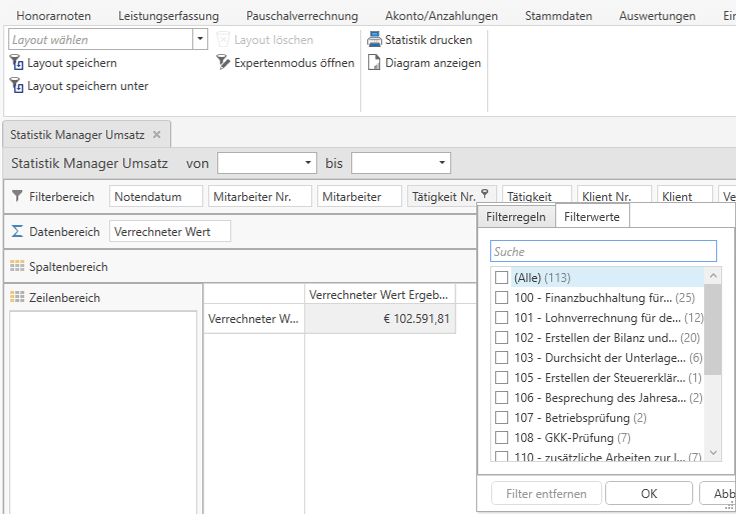 Honorarnoten Leistungserfassung Pauschalverrechnung Akonto/Anzahlungen Stammdaten Auswertungen Ein
Layout wählen
Layout löschen
Statistik drucken
Layout speichern
Expertenmodus öffnen
Diagram anzeigen
Layout speichern unter
Statistik Manager Umsatz ×
Statistik Manager Umsatz von bis
Filterbereich Notendatum Mitarbeiter Nr. Mitarbeiter Tätigkeit Nr. Tätigkeit Klient Nr. Klient Ve
Datenbereich Verrechneter Wert
Spaltenbereich
Zeilenbereich
Verrechneter Wert Ergeb...
Verrechneter W... € 102.591,81
Filterregeln Filterwerte
Suche
(Alle) (113)
100 - Finanzbuchhaltung für... (25)
101 - Lohnverrechnung für de... (12)
102 - Erstellen der Bilanz und... (20)
103 - Durchsicht der Unterlage... (6)
105 - Erstellen der Steuererklär... (1)
106 - Besprechung des Jahresa... (2)
107 - Betriebsprüfung (2)
108 - GKK-Prüfung (7)
110 - zusätzliche Arbeiten zur l... (7)
Filter entfernen OK Abb